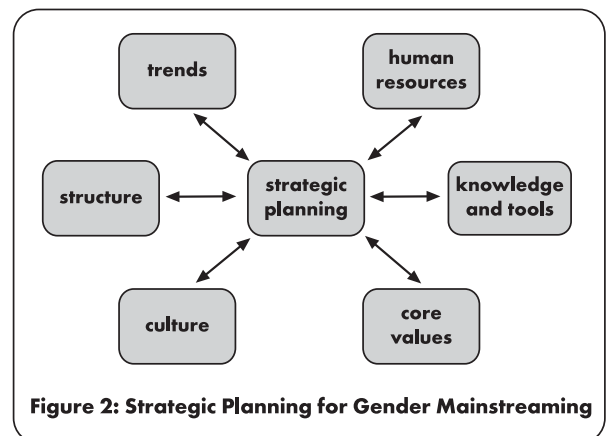 trends
human
resources
structure
strategic
planning
knowledge
and tools
culture
core
values
Figure 2: Strategic Planning for Gender Mainstreaming